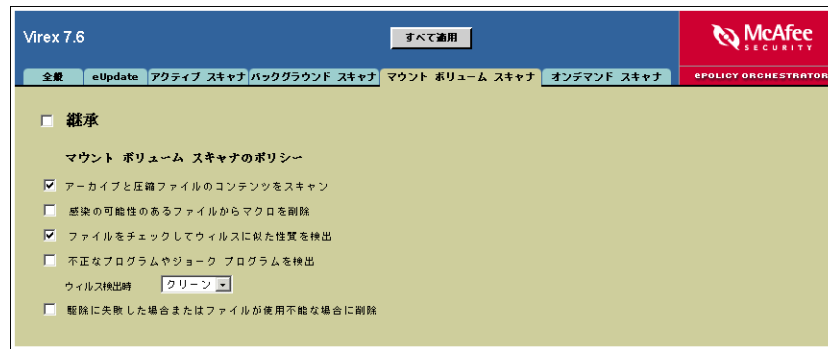 Virex 7.6
すべて適用
McAfee
SECURITY
全般 eUpdate アクティブ スキャナ バックグラウンド スキャナ マウント ボリューム スキャナ オンデマンド スキャナ ePOLICY ORCHESTRATOR
継承
マウント ボリューム スキャナのポリシー
アーカイブと圧縮ファイルのコンテンツをスキャン
感染の可能性のあるファイルからマクロを削除
ファイルをチェックしてウィルスに似た性質を検出
不正なプログラムやジョーク プログラムを検出
ウィルス検出時 クリーン
駆除に失敗した場合またはファイルが使用不能な場合に削除